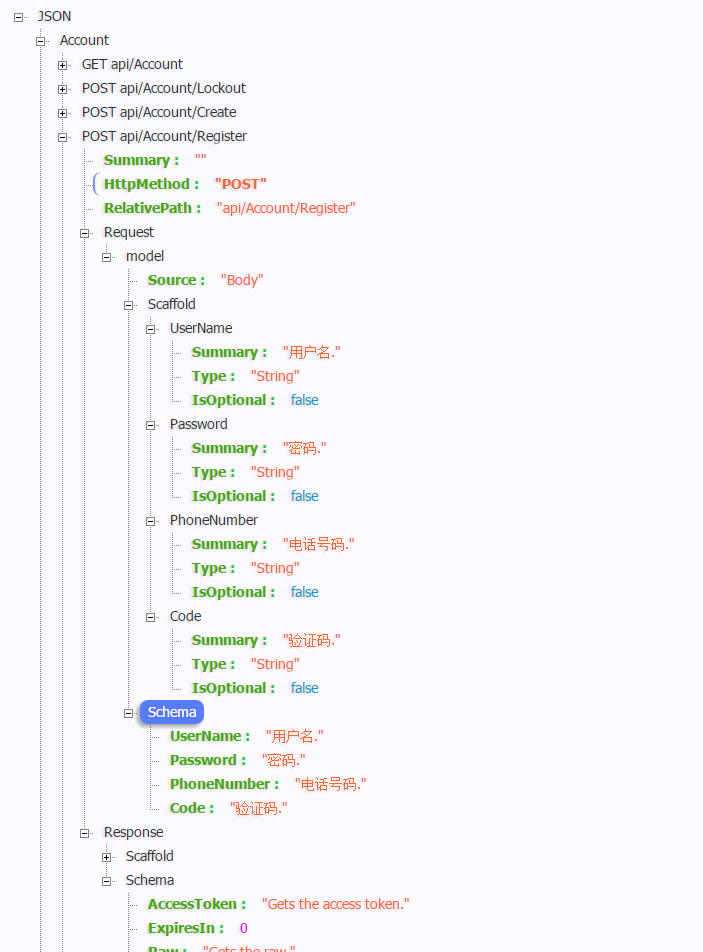 JSON
Account
GET api/Account
POST api/Account/Lockout
POST api/Account/Create
POST api/Account/Register
Summary : ""
HttpMethod : "POST"
RelativePath : "api/Account/Register"
Request
model
Source : "Body"
Scaffold
UserName
Summary : "用户名."
Type : "String"
IsOptional : false
Password
Summary : "密码."
Type : "String"
IsOptional : false
PhoneNumber
Summary : "电话号码."
Type : "String"
IsOptional : false
Code
Summary : "验证码."
Type : "String"
IsOptional : false
Schema
UserName : "用户名."
Password : "密码."
PhoneNumber : "电话号码."
Code : "验证码."
Response
Scaffold
Schema
AccessToken : "Gets the access token."
ExpiresIn : 0
Raw : "Gets the raw."